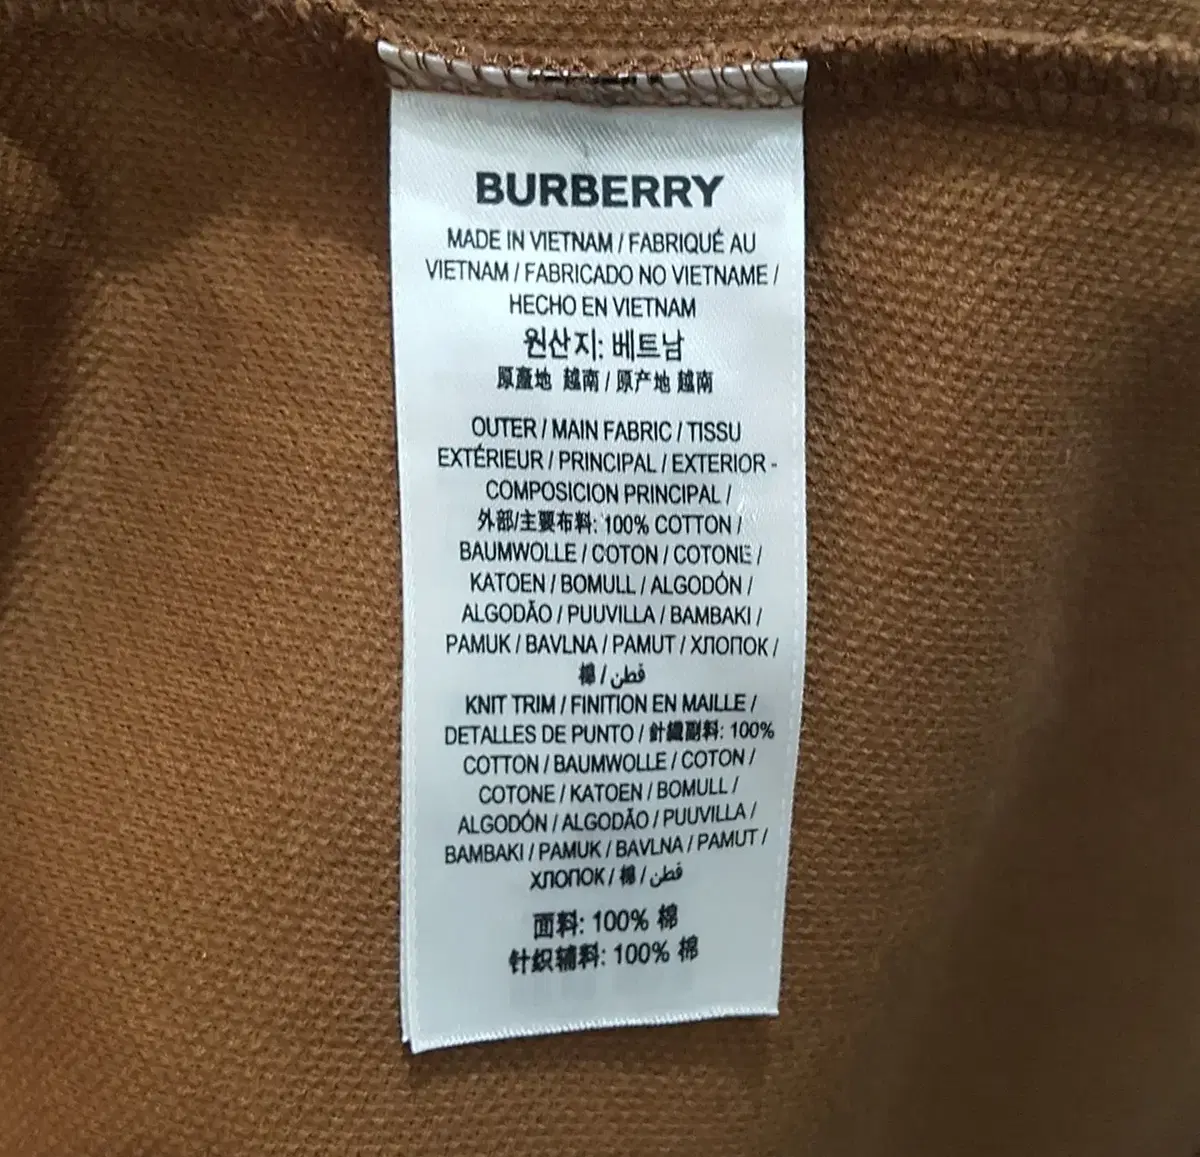 BURBERRY
MADE IN VIETNAM / FABRIQUÉ AU
VIETNAM / FABRICADO NO VIETNAME /
HECHO EN VIETNAM
원산지: 베트남
原產地 越南 / 原产地 越南
OUTER / MAIN FABRIC / TISSU
EXTÉRIEUR / PRINCIPAL / EXTERIOR -
COMPOSICION PRINCIPAL /
外部/主要布料: 100% COTTON /
BAUMWOLLE / COTON / COTONE /
KATOEN / BOMULL / ALGODÓN /
ALGODÃO / PUUVILLA / BAMBAKI /
PAMUK / BAVLNA / PAMUT / ХЛОПОК /
棉 / قطن
KNIT TRIM / FINITION EN MAILLE /
DETALLES DE PUNTO / 針織副料: 100%
COTTON / BAUMWOLLE / COTON /
COTONE / KATOEN / BOMULL /
ALGODÓN / ALGODÃO / PUUVILLA /
BAMBAKI / PAMUK / BAVLNA / PAMUT /
ХЛОПОК / 棉 / قطن
面料: 100% 棉
针织辅料: 100% 棉